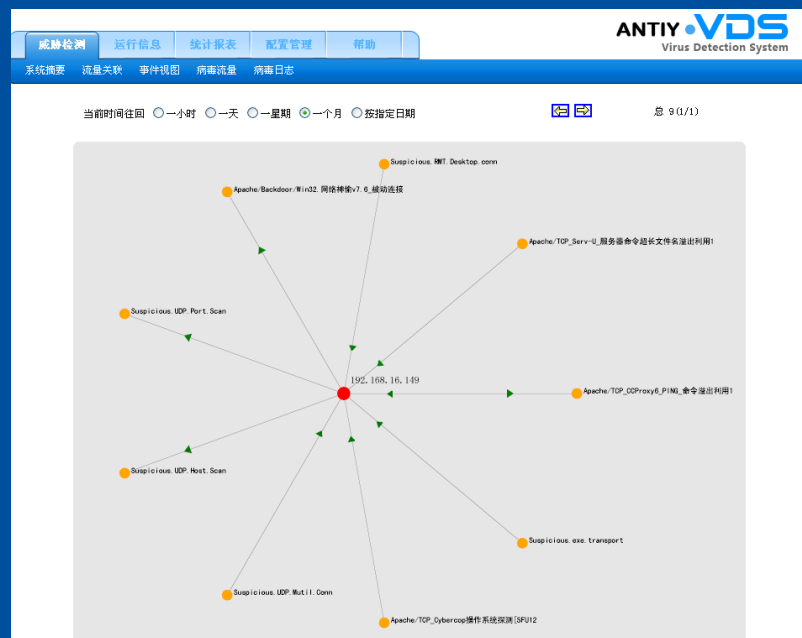 ANTIY VDS
Virus Detection System
威胁检测 运行信息 统计报表 配置管理 帮助
系统摘要 流量关联 事件视图 病毒流量 病毒日志
当前时间往回 一小时 一天 一星期 一个月 按指定日期 总 9(1/1)
Suspicious.RMT.Desktop.conn
Apache/Backdoor/Win32.网络神偷v7.6_被动连接
Apache/TCP_Serv-U_服务器命令超长文件名溢出利用1
Suspicious.UDP.Port.Scan
192.168.16.149
Apache/TCP_CCProxy6_PING_命令溢出利用1
Suspicious.UDP.Host.Scan
Suspicious.exe.transport
Suspicious.UDP.Mutil.Conn
Apache/TCP_Cybercop操作系统探测[SFU12